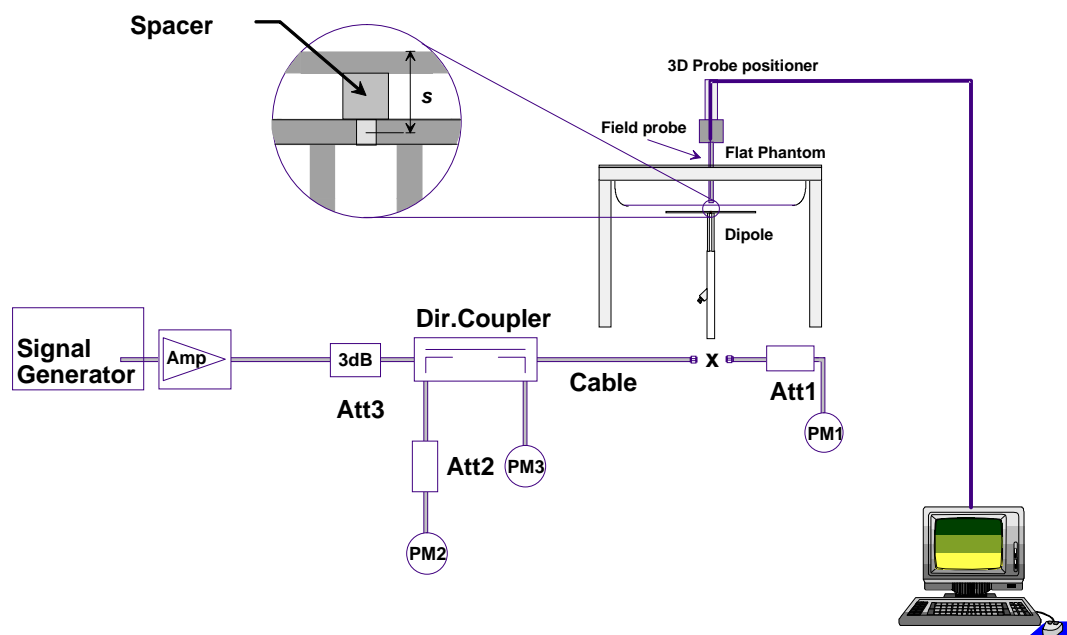 Spacer
s
3D Probe positioner
Field probe
Flat Phantom
Dipole
Dir.Coupler
Signal
Generator
Amp
3dB
Att3
Cable
x
Att1
PM1
Att2
PM3
PM2